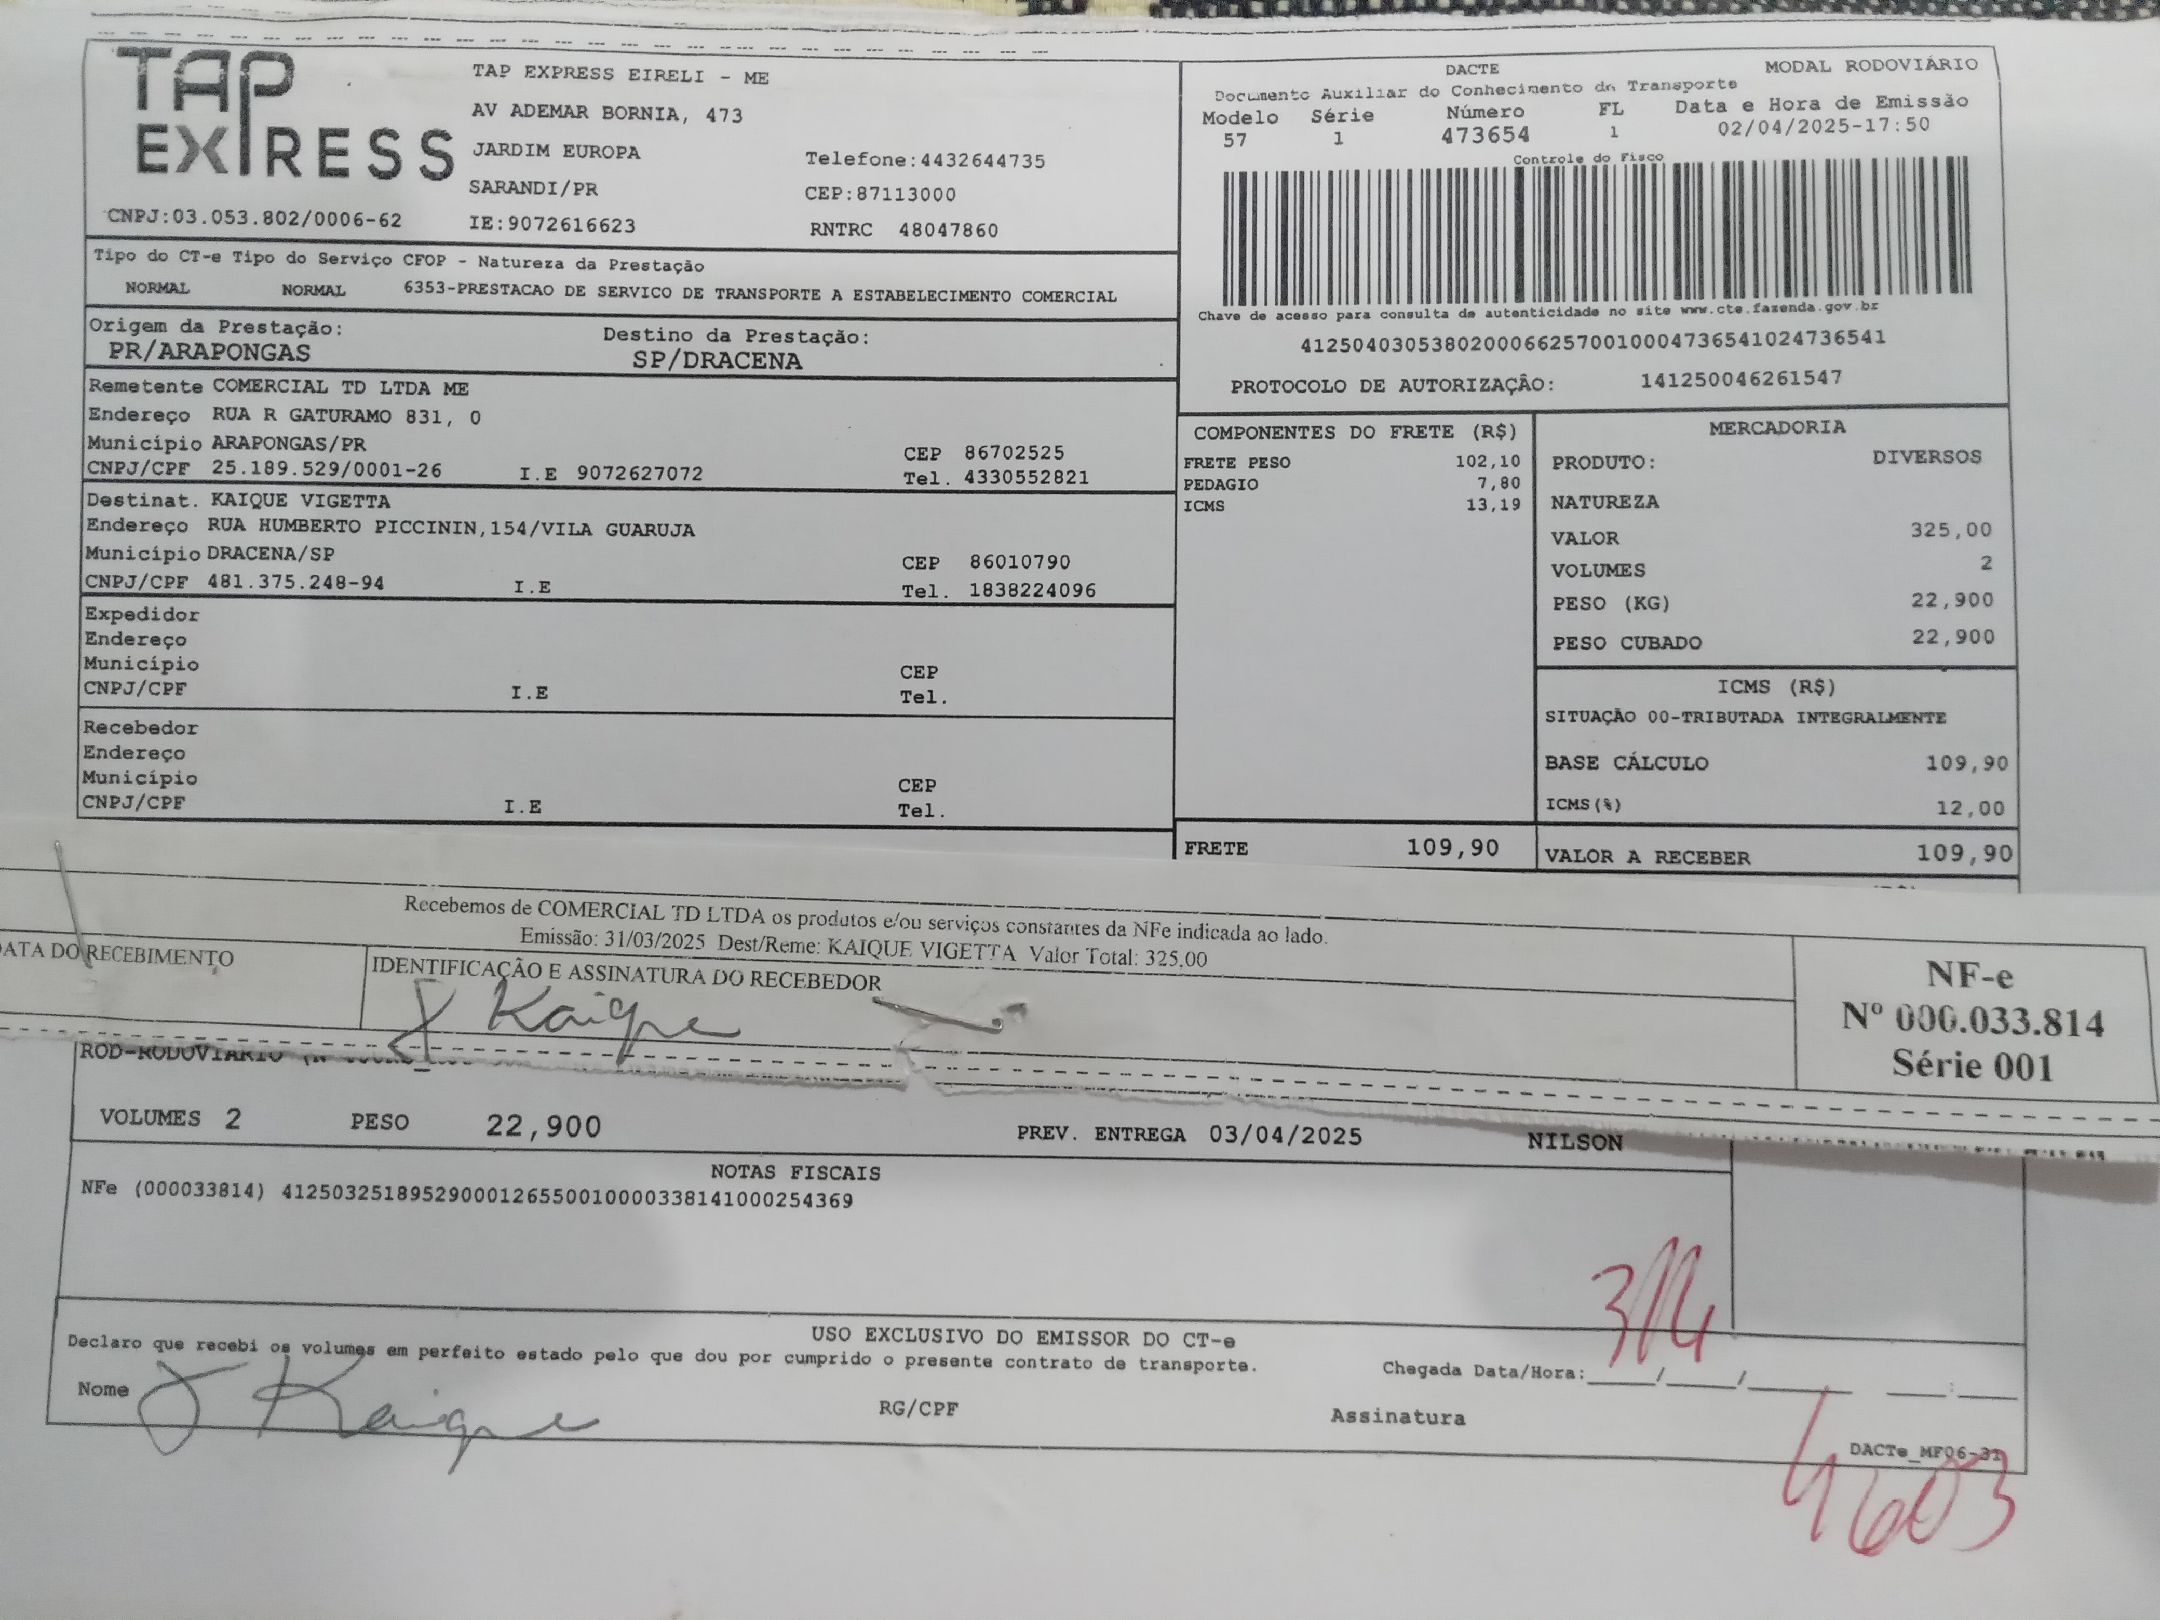 TAP EXPRESS
TAP EXPRESS EIRELI - ME
AV ADEMAR BORNIA, 473
JARDIM EUROPA
Telefone:4432644735
SARANDI/PR
CEP:87113000
CNPJ:03.053.802/0006-62
IE:9072616623
RNTRC 48047860
DACTE
MODAL RODOVIÁRIO
Documento Auxiliar do Conhecimento de Transporte
Modelo Série Número FL Data e Hora de Emissão
57 1 473654 1 02/04/2025-17:50
Controle do Fisco
Chave de acesso para consulta de autenticidade no site www.cte.fazenda.gov.br
41250403053802000662570010004736541024736541
PROTOCOLO DE AUTORIZAÇÃO: 141250046261547
Tipo do CT-e Tipo do Serviço CFOP - Natureza da Prestação
NORMAL NORMAL 6353-PRESTACAO DE SERVICO DE TRANSPORTE A ESTABELECIMENTO COMERCIAL
Origem da Prestação: Destino da Prestação:
PR/ARAPONGAS SP/DRACENA
Remetente COMERCIAL TD LTDA ME
Endereço RUA R GATURAMO 831, 0
Município ARAPONGAS/PR CEP 86702525
CNPJ/CPF 25.189.529/0001-26 I.E 9072627072 Tel. 4330552821
Destinat. KAIQUE VIGETTA
Endereço RUA HUMBERTO PICCININ,154/VILA GUARUJA
Município DRACENA/SP CEP 86010790
CNPJ/CPF 481.375.248-94 I.E Tel. 1838224096
Expedidor
Endereço
Município CEP
CNPJ/CPF I.E Tel.
Recebedor
Endereço
Município CEP
CNPJ/CPF I.E Tel.
COMPONENTES DO FRETE (R$)
FRETE PESO 102,10
PEDAGIO 7,80
ICMS 13,19
FRETE 109,90
MERCADORIA
PRODUTO: DIVERSOS
NATUREZA
VALOR 325,00
VOLUMES 2
PESO (KG) 22,900
PESO CUBADO 22,900
ICMS (R$)
SITUAÇÃO 00-TRIBUTADA INTEGRALMENTE
BASE CÁLCULO 109,90
ICMS(%) 12,00
VALOR A RECEBER 109,90
Recebemos de COMERCIAL TD LTDA os produtos e/ou serviços constantes da NFe indicada ao lado.
Emissão: 31/03/2025 Dest/Reme: KAIQUE VIGETTA Valor Total: 325,00
ATA DO RECEBIMENTO
IDENTIFICAÇÃO E ASSINATURA DO RECEBEDOR
Kaique
NF-e
Nº 000.033.814
Série 001
ROD-RODOVIARIO
VOLUMES 2 PESO 22,900 PREV. ENTREGA 03/04/2025 NILSON
NOTAS FISCAIS
NFe (000033814) 41250325189529000126550010000338141000254369
3/4
USO EXCLUSIVO DO EMISSOR DO CT-e
Declaro que recebi os volumes em perfeito estado pelo que dou por cumprido o presente contrato de transporte.
Chegada Data/Hora:_____/_____/_______ ____:____
Nome Kaique RG/CPF Assinatura
DACTe_MF06-31
4603